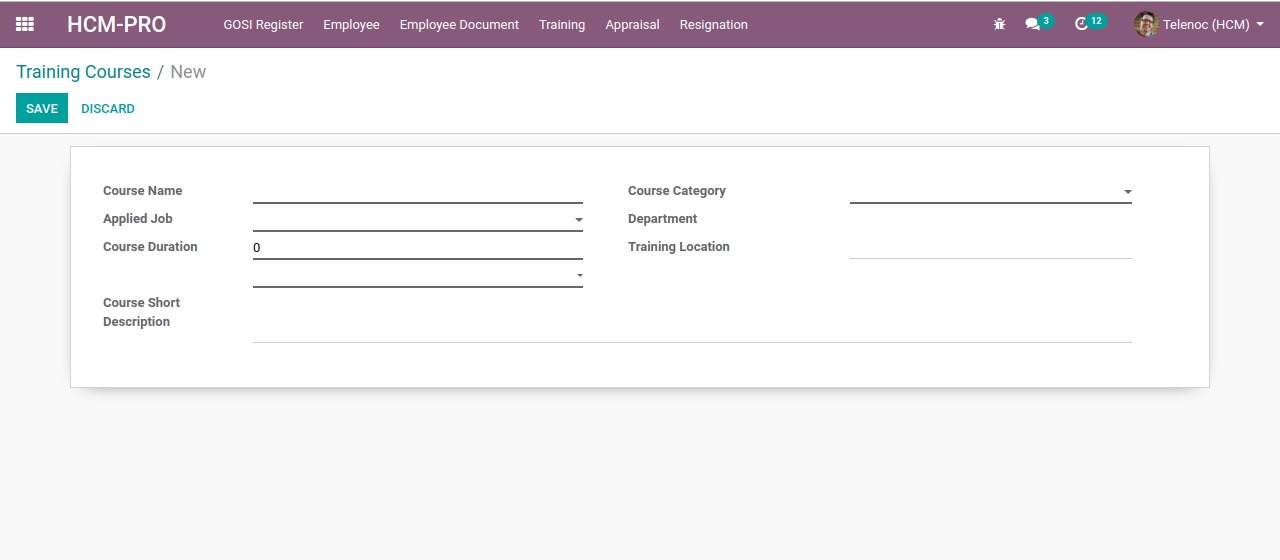 HCM-PRO GOSI Register Employee Employee Document Training Appraisal Resignation 3 12 Telenoc (HCM)
Training Courses / New
SAVE DISCARD
Course Name Course Category
Applied Job Department
Course Duration 0 Training Location
Course Short
Description